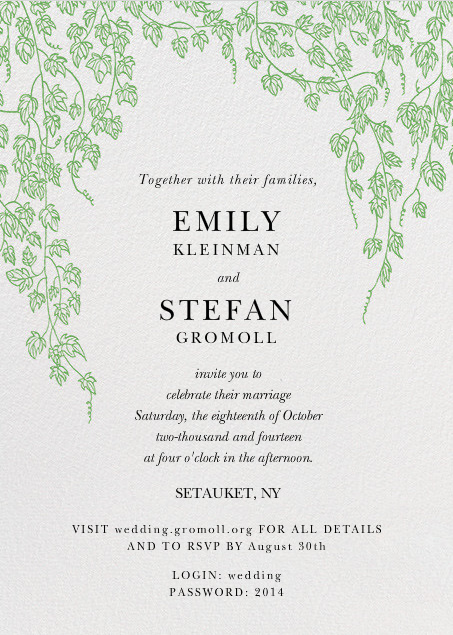 Together with their families,
EMILY
KLEINMAN
and
STEFAN
GROMOLL
invite you to
celebrate their marriage
Saturday, the eighteenth of October
two-thousand and fourteen
at four o'clock in the afternoon.
SETAUKET, NY
VISIT wedding.gromoll.org FOR ALL DETAILS
AND TO RSVP BY August 30th
LOGIN: wedding
PASSWORD: 2014